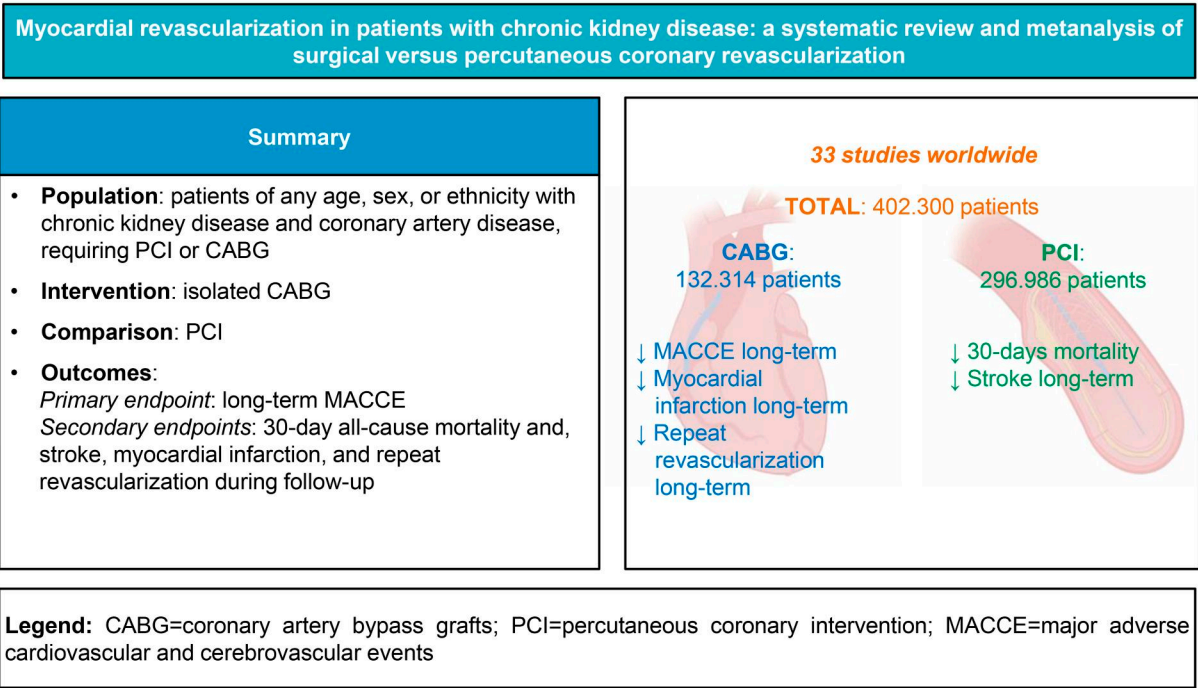 Myocardial revascularization in patients with chronic kidney disease: a systematic review and metanalysis of
surgical versus percutaneous coronary revascularization
Summary
• Population: patients of any age, sex, or ethnicity with
chronic kidney disease and coronary artery disease,
requiring PCI or CABG
• Intervention: isolated CABG
• Comparison: PCI
• Outcomes:
Primary endpoint: long-term MACCE
Secondary endpoints: 30-day all-cause mortality and,
stroke, myocardial infarction, and repeat
revascularization during follow-up
33 studies worldwide
TOTAL: 402.300 patients
CABG:
132.314 patients
↓ MACCE long-term
↓ Myocardial
infarction long-term
↓ Repeat
revascularization
long-term
PCI:
296.986 patients
↓ 30-days mortality
↓ Stroke long-term
Legend: CABG=coronary artery bypass grafts; PCI=percutaneous coronary intervention; MACCE=major adverse
cardiovascular and cerebrovascular events